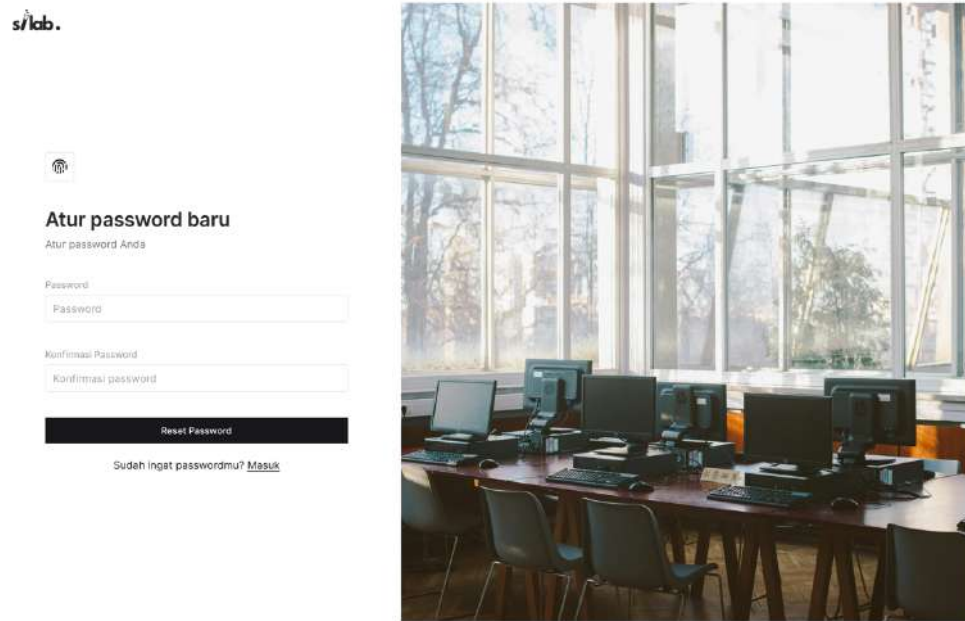 silab.
Atur password baru
Atur password Anda
Password
Password
Konfirmasi Password
Konfirmasi password
Reset Password
Sudah ingat passwordmu? Masuk